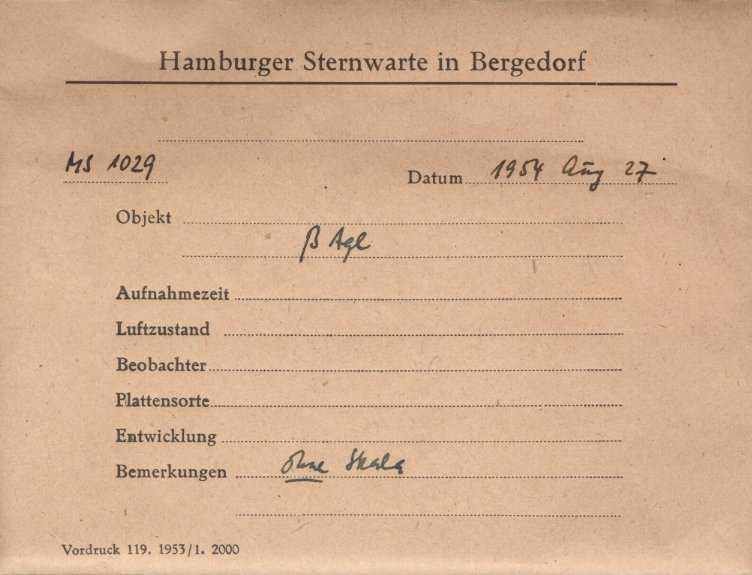 Hamburger Sternwarte in Bergedorf
MS 1029
Datum 1954 Aug 27
Objekt
β Aql
Aufnahmezeit
Luftzustand
Beobachter
Plattensorte
Entwicklung
Bemerkungen ohne Skala
Vordruck 119. 1953/1. 2000